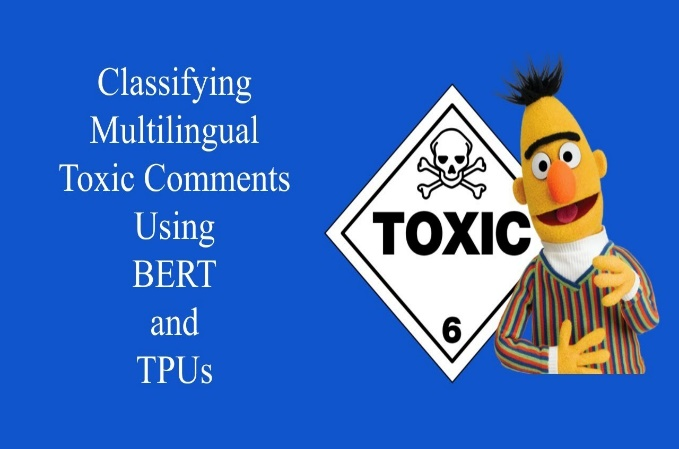 Classifying
Multilingual
Toxic Comments
Using
BERT
and
TPUs
TOXIC
6